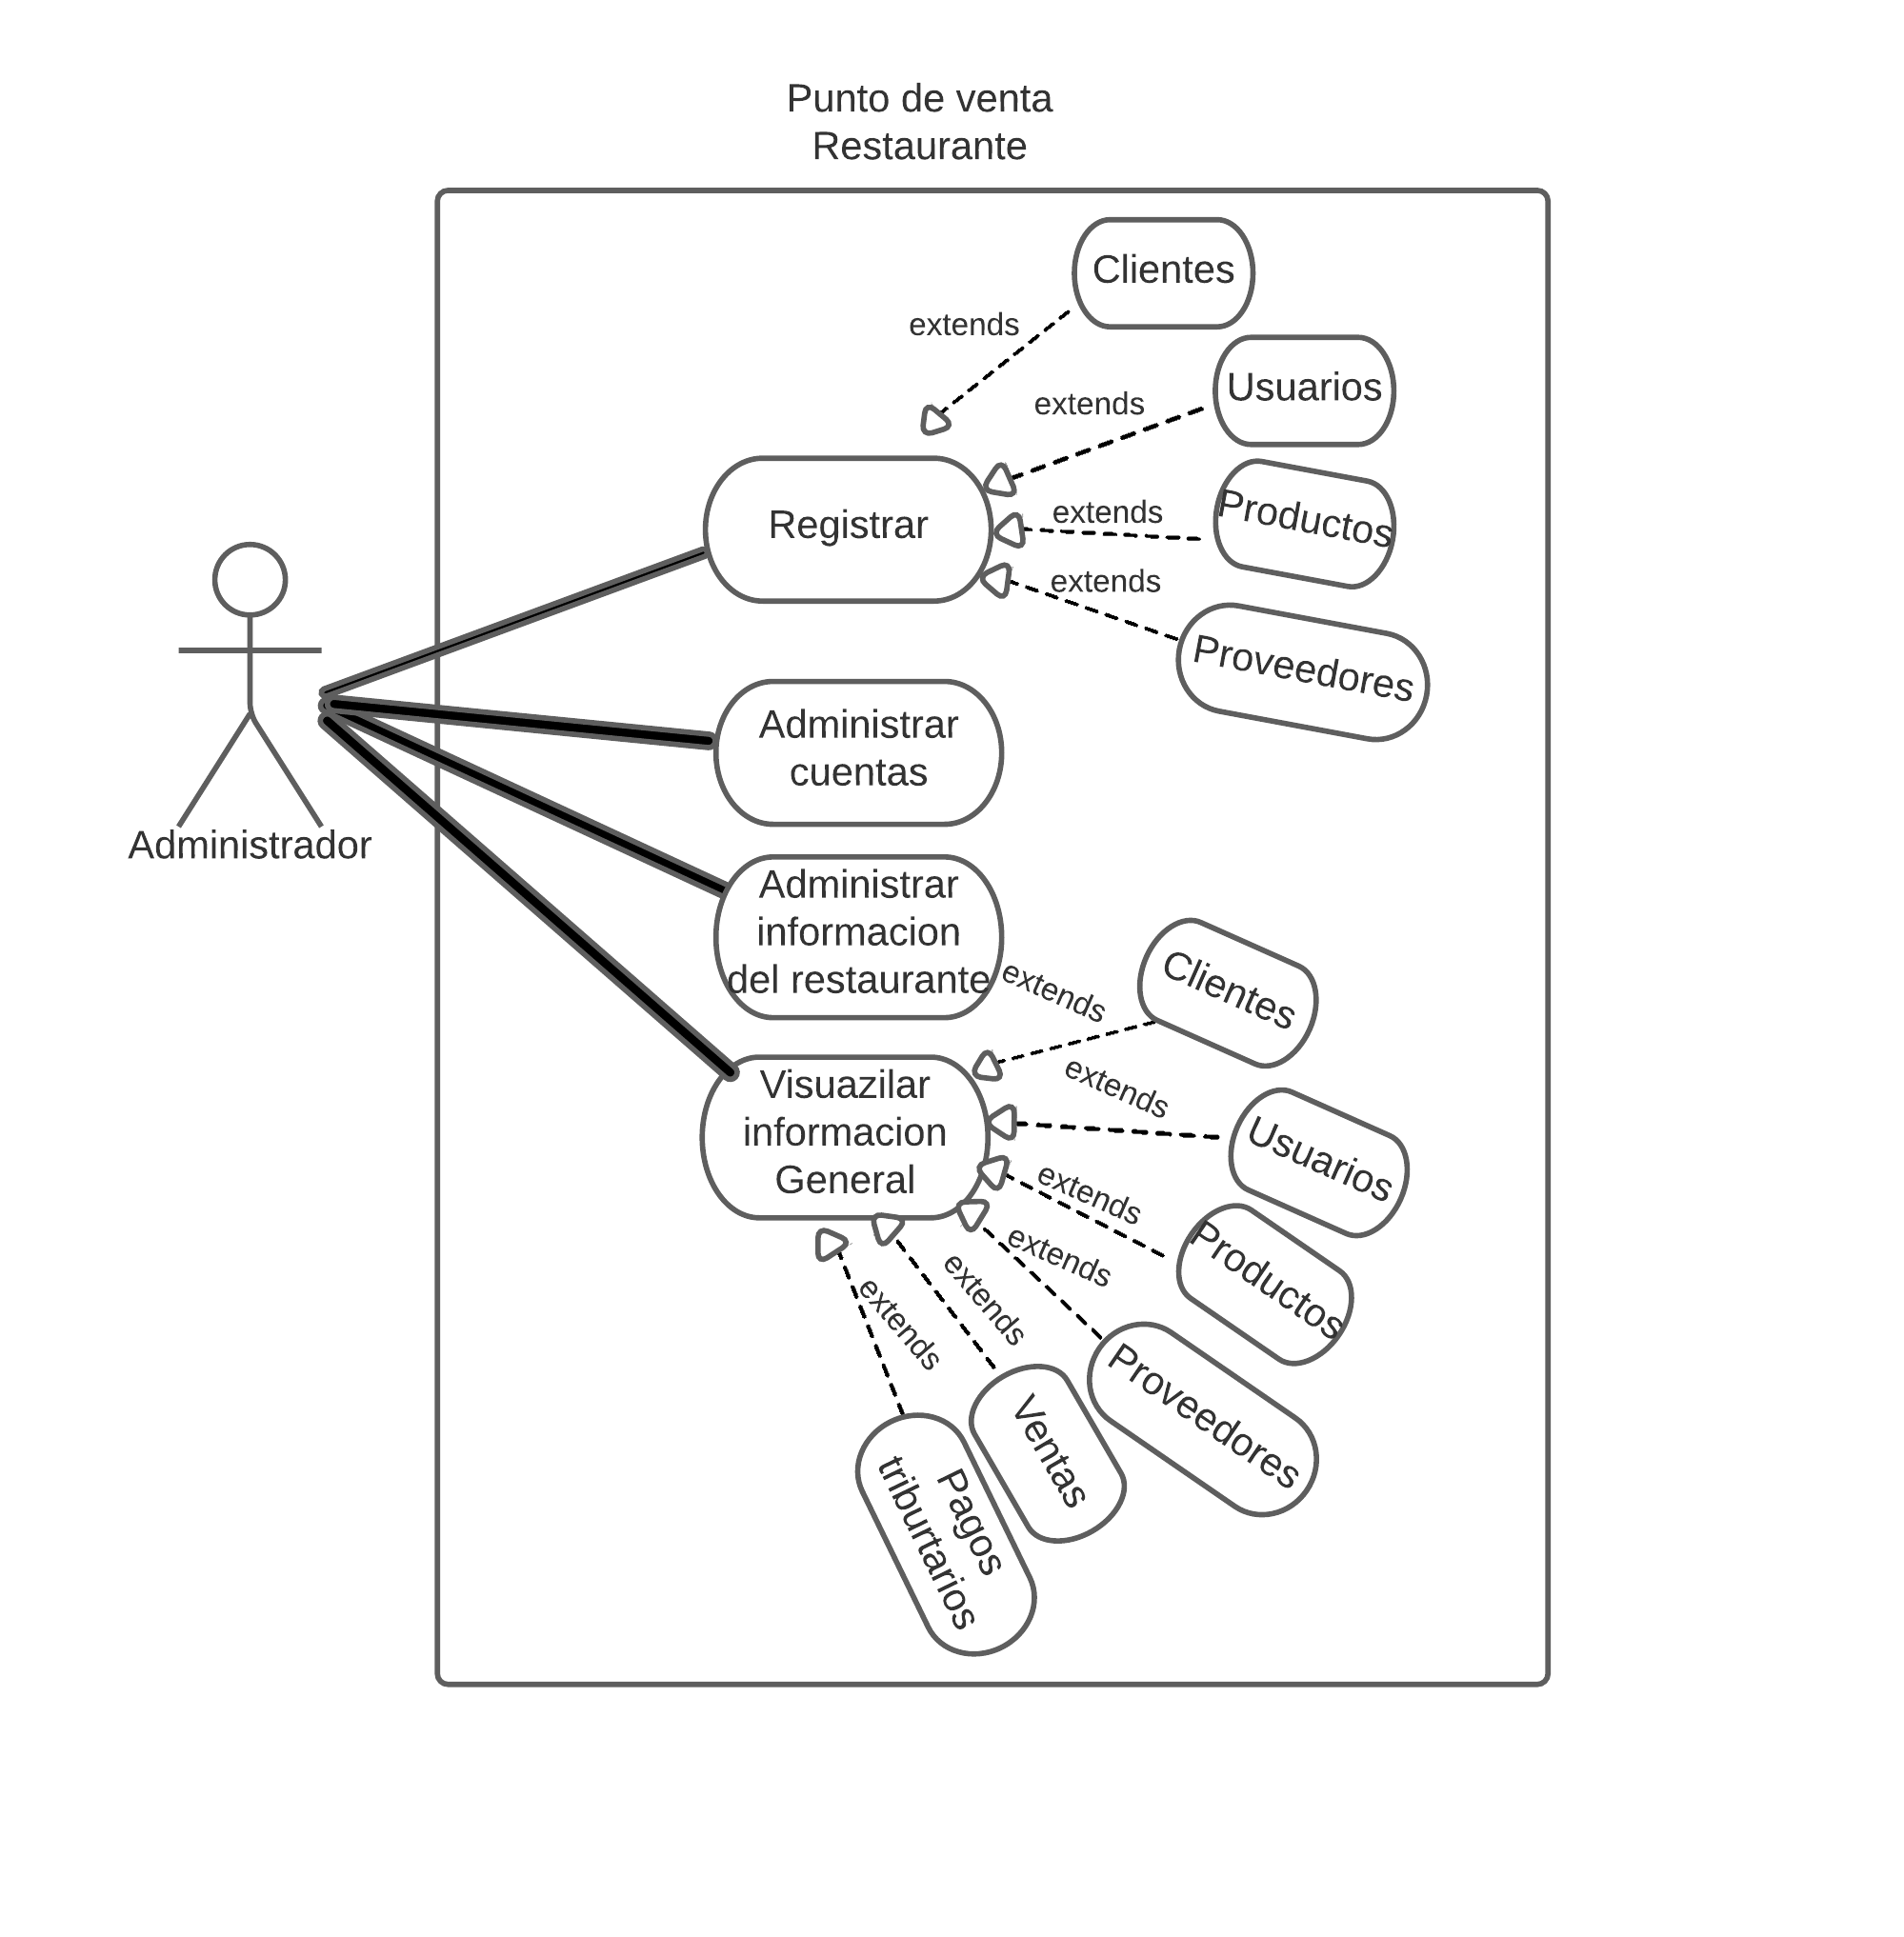 Punto de venta
Restaurante
Clientes
extends
Usuarios
extends
Productos
extends
Registrar
extends
Proveedores
Administrar
cuentas
Administrador
Administrar
informacion
del restaurante
extends
Clientes
Visuazilar
informacion
General
extends
Usuarios
extends
Productos
extends
Proveedores
extends
Ventas
extends
Pagos
triburtarios